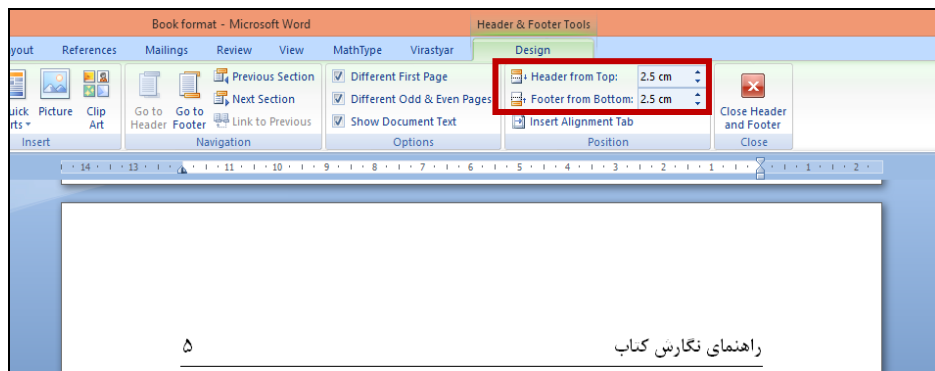 Book format - Microsoft Word Header & Footer Tools
yout References Mailings Review View MathType Virastyar Design
uick Picture Clip
rts Art
Insert
Go to Go to
Header Footer
Previous Section
Next Section
Link to Previous
Navigation
Different First Page
Different Odd & Even Pages
Show Document Text
Options
Header from Top: 2.5 cm
Footer from Bottom: 2.5 cm
Insert Alignment Tab
Position
Close Header
and Footer
Close
14 13 11 10 9 8 7 6 5 4 3 2 1 1 2
راهنمای نگارش کتاب ۵